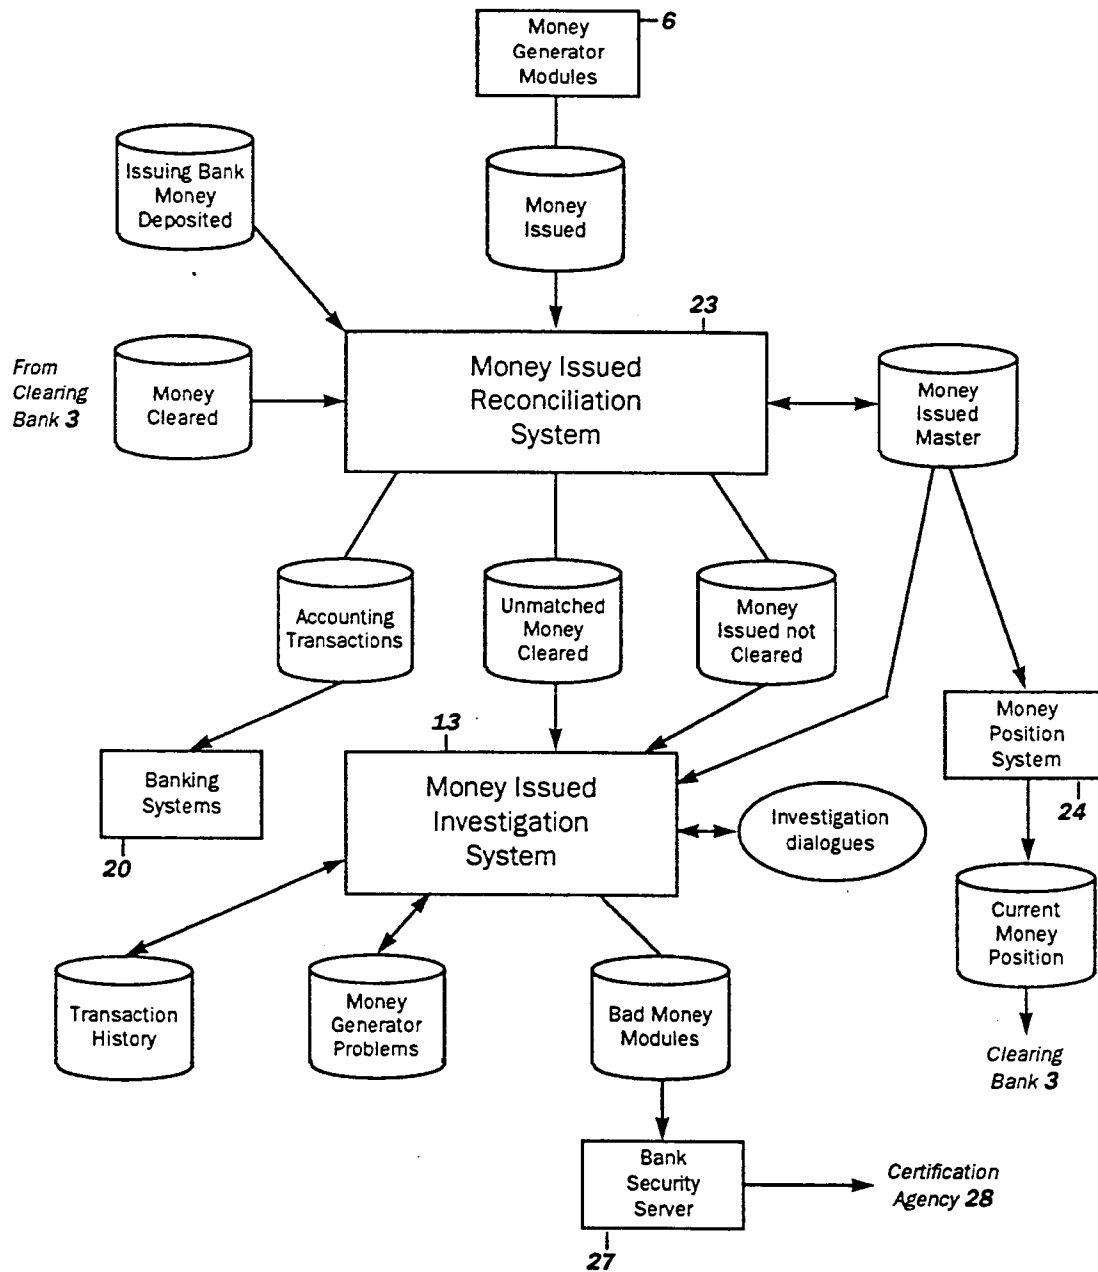 Money
Generator
Modules
6
Issuing Bank
Money
Deposited
Money
Issued
23
From
Clearing
Bank 3
Money
Cleared
Money Issued
Reconciliation
System
Money
Issued
Master
Accounting
Transactions
Unmatched
Money
Cleared
Money
Issued not
Cleared
13
Banking
Systems
20
Money Issued
Investigation
System
Investigation
dialogues
Money
Position
System
24
Transaction
History
Money
Generator
Problems
Bad Money
Modules
Current
Money
Position
Clearing
Bank 3
Bank
Security
Server
27
Certification
Agency 28